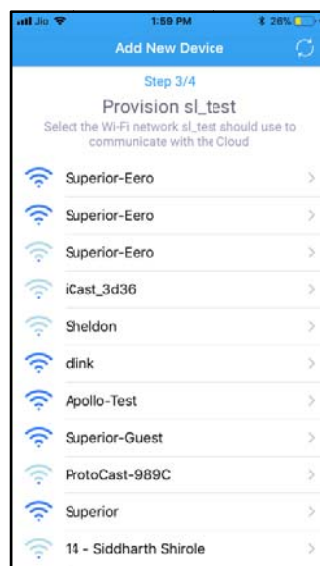 Jio 1:59 PM 26%
Add New Device
Step 3/4
Provision sl_test
Select the Wi-Fi network sl_test should use to
communicate with the Cloud
Superior-Eero
Superior-Eero
Superior-Eero
iCast_3d36
Sheldon
dlink
Apollo-Test
Superior-Guest
ProtoCast-989C
Superior
14 - Siddharth Shirole